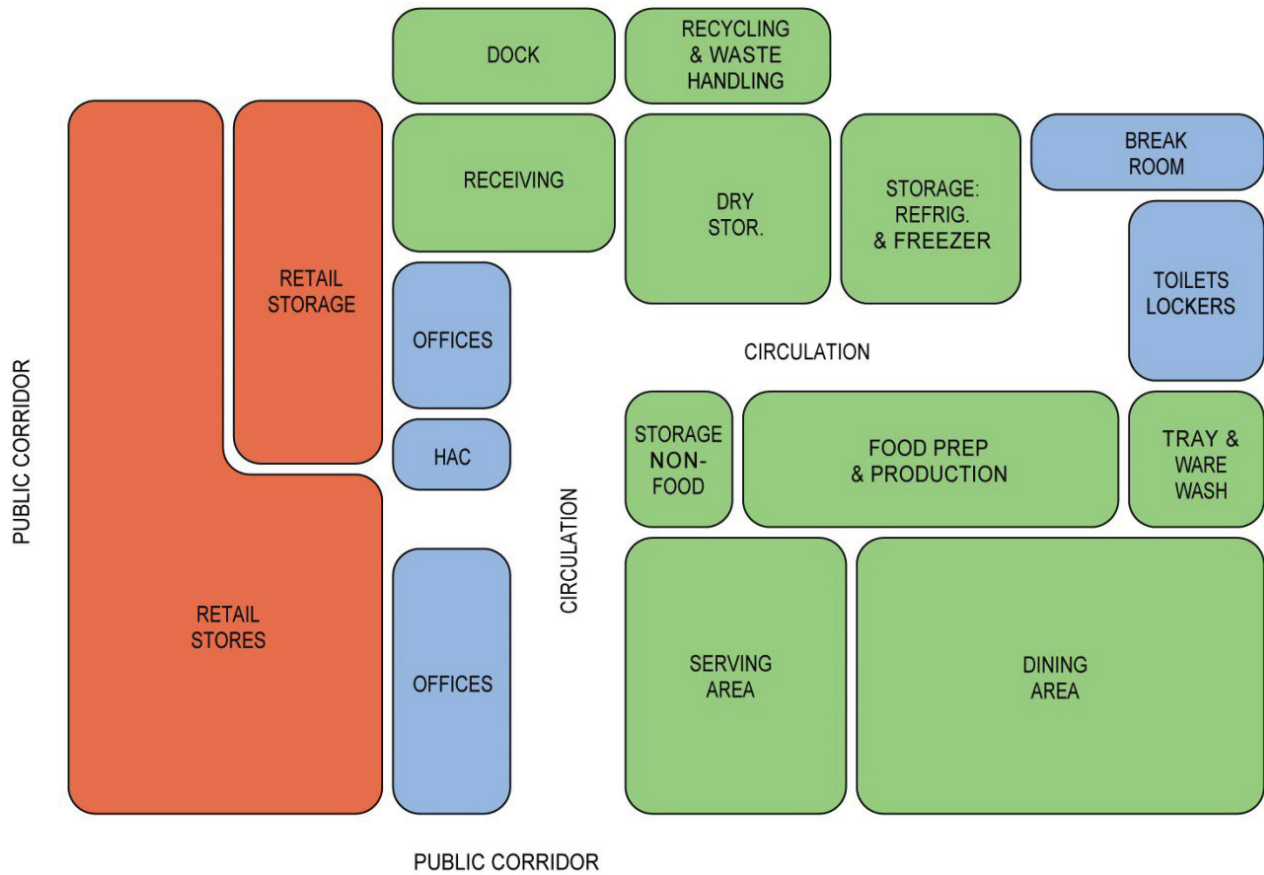 DOCK
RECYCLING
& WASTE
HANDLING
RECEIVING
DRY
STOR.
STORAGE:
REFRIG.
& FREEZER
BREAK
ROOM
RETAIL
STORAGE
OFFICES
TOILETS
LOCKERS
CIRCULATION
PUBLIC CORRIDOR
HAC
STORAGE
NON-
FOOD
FOOD PREP
& PRODUCTION
TRAY &
WARE
WASH
CIRCULATION
RETAIL
STORES
OFFICES
SERVING
AREA
DINING
AREA
PUBLIC CORRIDOR